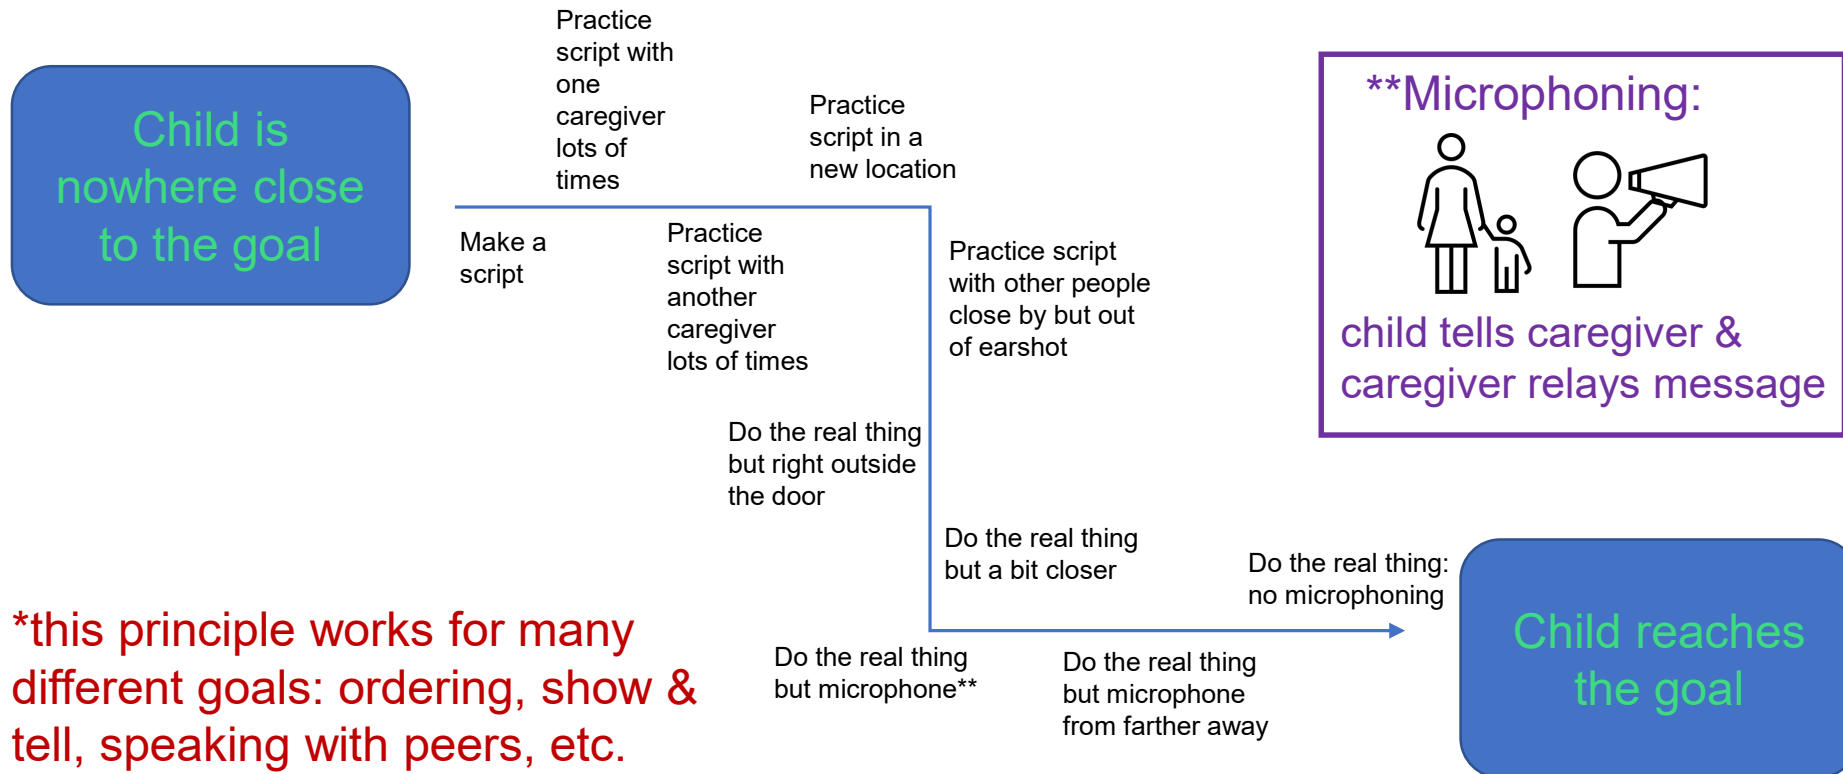 Child is
nowhere close
to the goal
Make a
script
Practice
script with
one
caregiver
lots of
times
Practice
script with
another
caregiver
lots of times
Practice
script in a
new location
Practice script
with other people
close by but out
of earshot
Do the real thing
but right outside
the door
Do the real thing
but a bit closer
Do the real thing
but microphone**
Do the real thing
but microphone
from farther away
Do the real thing:
no microphoning
Child reaches
the goal
**Microphoning:
child tells caregiver &
caregiver relays message
*this principle works for many
different goals: ordering, show &
tell, speaking with peers, etc.